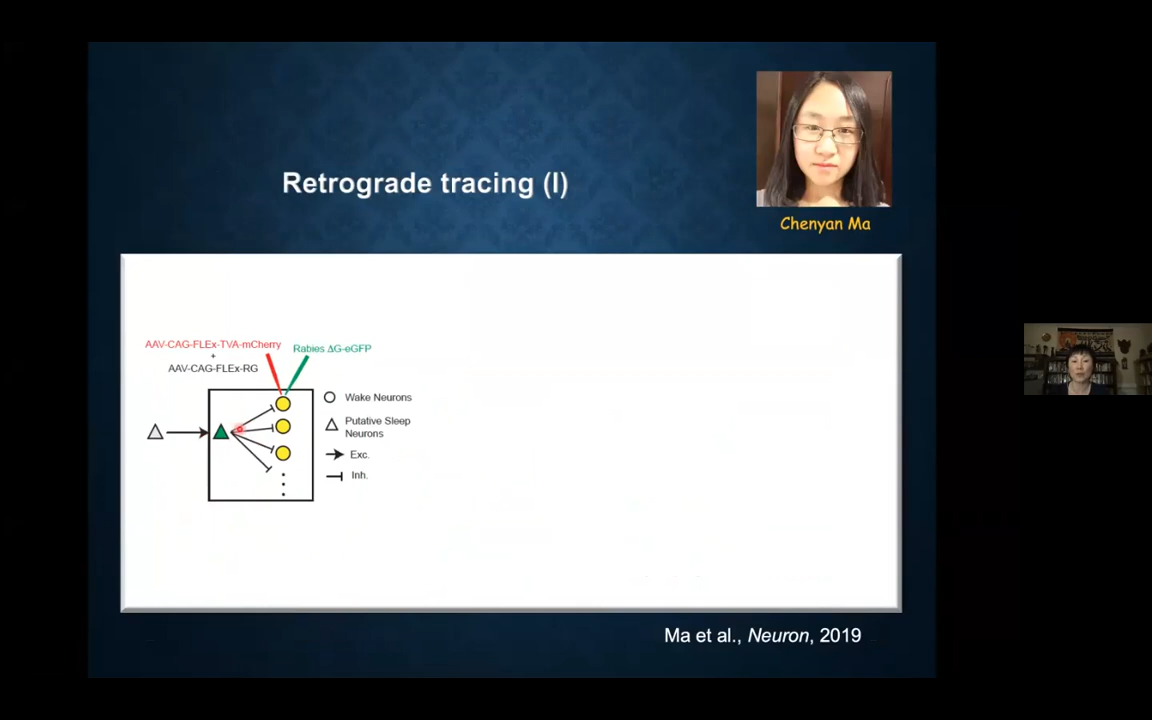 Retrograde tracing (I)
Chenyan Ma
AAV-CAG-FLEx-TVA-mCherry
+
AAV-CAG-FLEx-RG
Rabies ΔG-eGFP
Wake Neurons
Putative Sleep
Neurons
Exc.
Inh.
Ma et al., Neuron, 2019